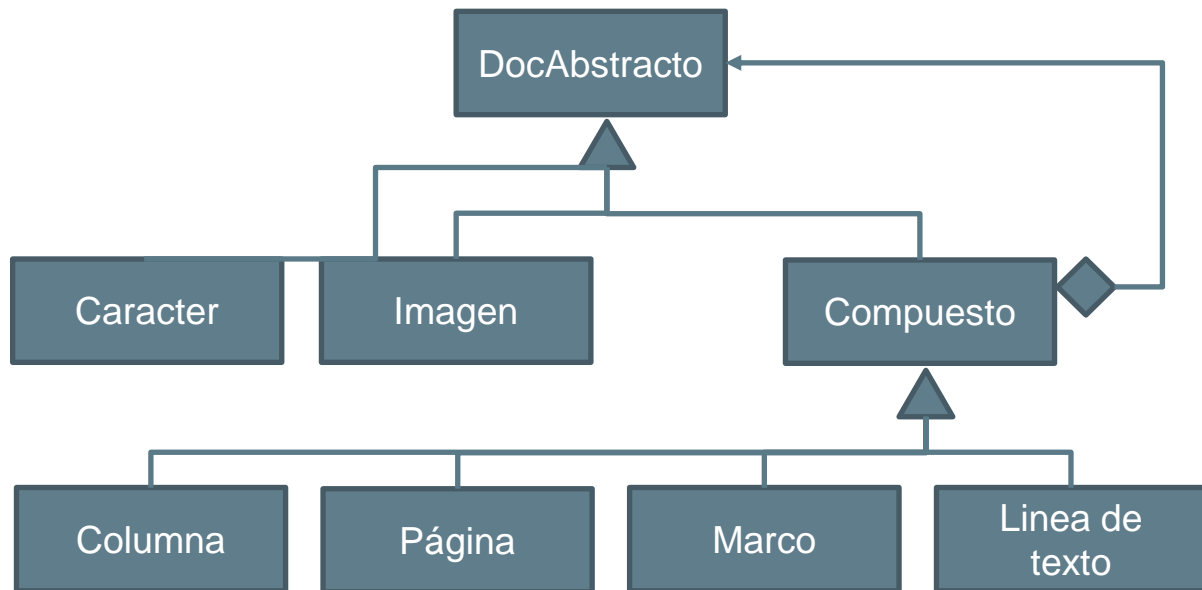 DocAbstracto
Caracter
Imagen
Compuesto
Columna
Página
Marco
Linea de
texto